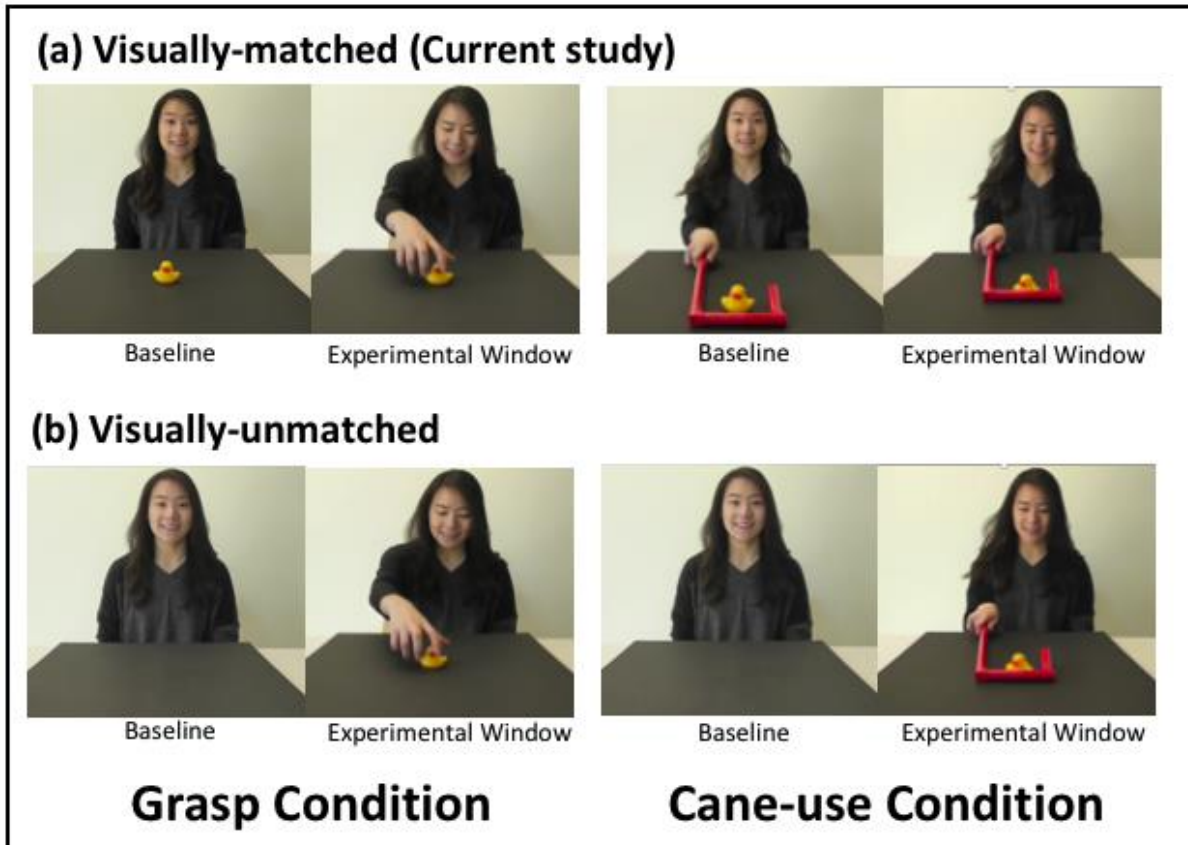 (a) Visually-matched (Current study)
Baseline
Experimental Window
Baseline
Experimental Window
(b) Visually-unmatched
Baseline
Experimental Window
Baseline
Experimental Window
Grasp Condition
Cane-use Condition